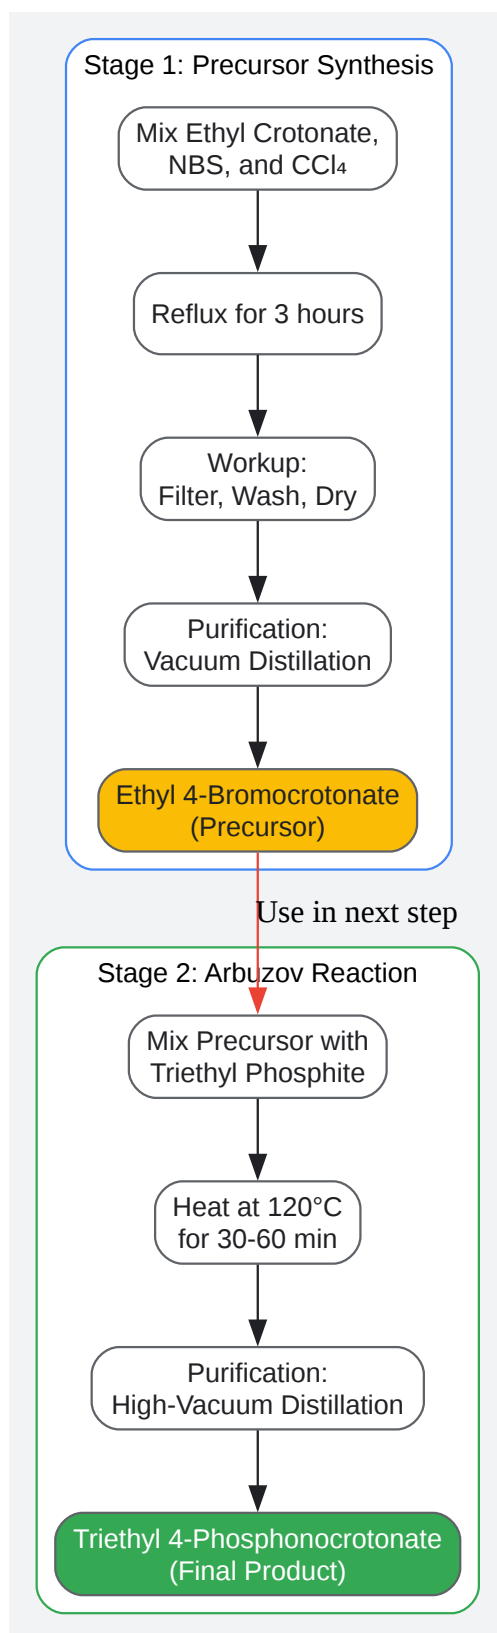 Stage 1: Precursor Synthesis
Mix Ethyl Crotonate,
NBS, and CCl₄
Reflux for 3 hours
Workup:
Filter, Wash, Dry
Purification:
Vacuum Distillation
Ethyl 4-Bromocrotonate
(Precursor)
Use in next step
Stage 2: Arbuzov Reaction
Mix Precursor with
Triethyl Phosphite
Heat at 120°C
for 30-60 min
Purification:
High-Vacuum Distillation
Triethyl 4-Phosphonocrotonate
(Final Product)